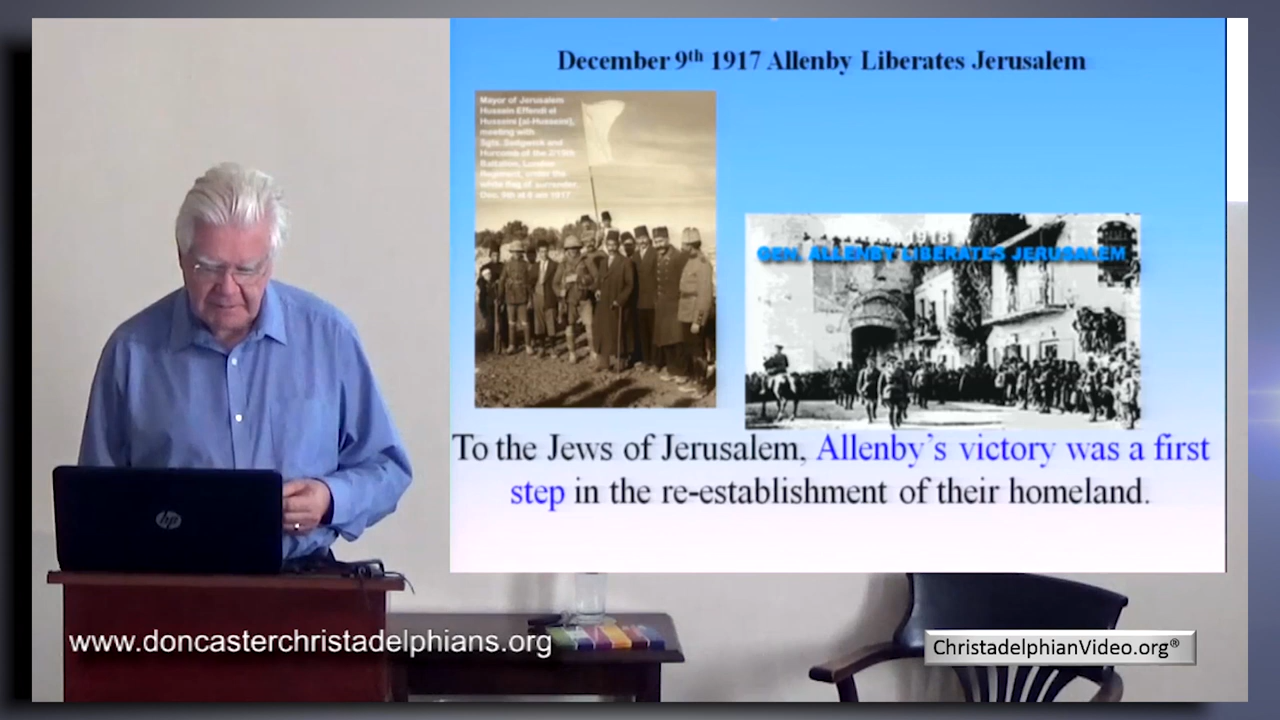 December 9th 1917 Allenby Liberates Jerusalem
Mayor of Jerusalem
Hussein Effendi el
Husseini [al-Husseini],
meeting with
Sgts. Sedgwick and
Hurcomb of the 2/19th
Battalion, London
Regiment, under the
white flag of surrender,
Dec. 9th at 8 am 1917
1918
GEN. ALLENBY LIBERATES JERUSALEM
To the Jews of Jerusalem, Allenby's victory was a first
step in the re-establishment of their homeland.
hp
www.doncasterchristadelphians.org
ChristadelphianVideo.org®